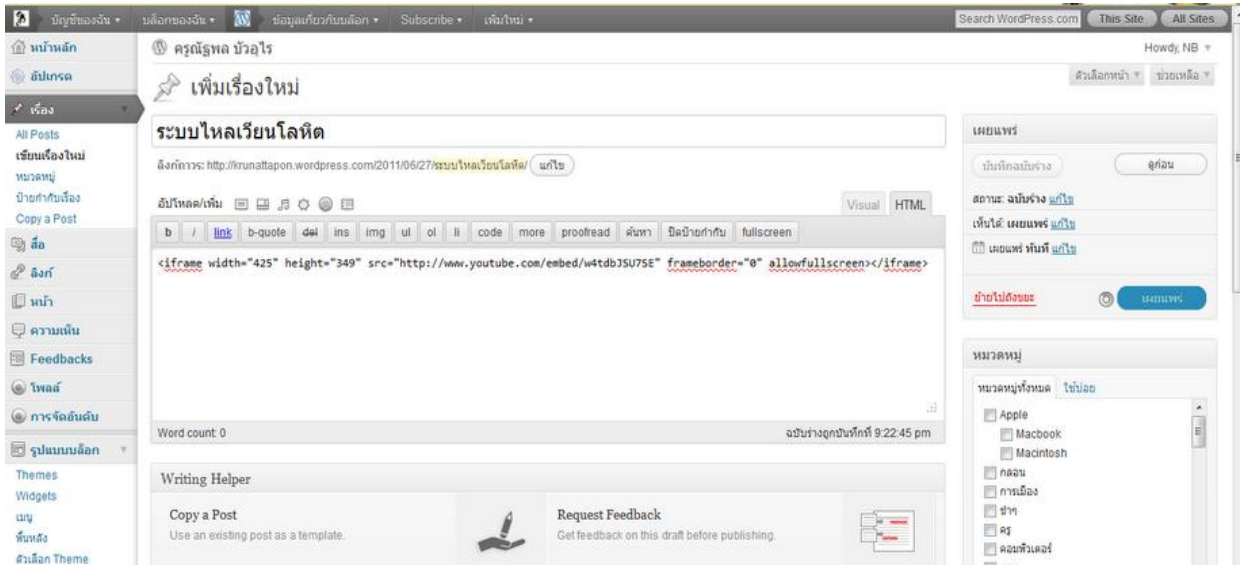 บัญชีของฉัน บล็อกของฉัน ข้อมูลเกี่ยวกับบล็อก Subscribe เพิ่มใหม่ Search WordPress.com This Site All Sites
หน้าหลัก
อัปเกรด
เรื่อง
All Posts
เขียนเรื่องใหม่
หมวดหมู่
ป้ายกำกับเรื่อง
Copy a Post
สื่อ
ลิงก์
หน้า
ความเห็น
Feedbacks
โพลล์
การจัดอันดับ
รูปแบบบล็อก
Themes
Widgets
เมนู
พื้นหลัง
ตัวเลือก Theme
ครูณัฐพล บัวอุไร
Howdy, NB
เพิ่มเรื่องใหม่
ตัวเลือกหน้า ช่วยเหลือ
ระบบไหลเวียนโลหิต
ลิงก์ถาวร: http://krunattapon.wordpress.com/2011/06/27/ระบบไหลเวียนโลหิต/ แก้ไข
อัปโหลด/เพิ่ม Visual HTML
b i link b-quote del ins img ul ol li code more proofread ค้นหา ปิดป้ายกำกับ fullscreen
<iframe width="425" height="349" src="http://www.youtube.com/embed/w4tdbJSU7SE" frameborder="0" allowfullscreen></iframe>
Word count: 0 ฉบับร่างถูกบันทึกที่ 9:22:45 pm
Writing Helper
Copy a Post
Use an existing post as a template.
Request Feedback
Get feedback on this draft before publishing.
เผยแพร่
บันทึกฉบับร่าง ดูก่อน
สถานะ: ฉบับร่าง แก้ไข
เห็นได้: เผยแพร่ แก้ไข
เผยแพร่ ทันที แก้ไข
ย้ายไปถังขยะ เผยแพร่
หมวดหมู่
หมวดหมู่ทั้งหมด ใช้บ่อย
Apple
Macbook
Macintosh
กลอน
การเมือง
ขำๆ
ครู
คอมพิวเตอร์